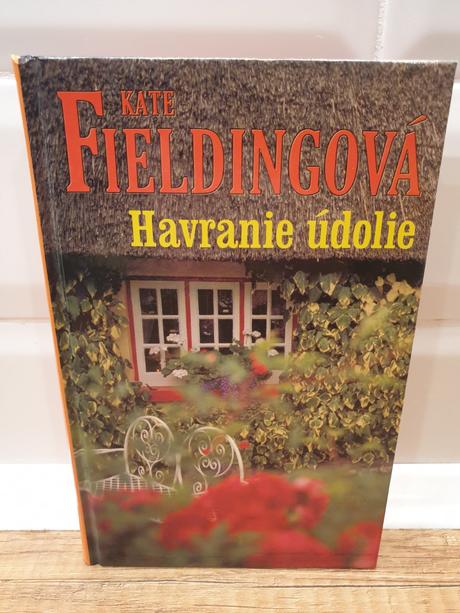 KATE
FIELDINGOVÁ
Havranie údolie